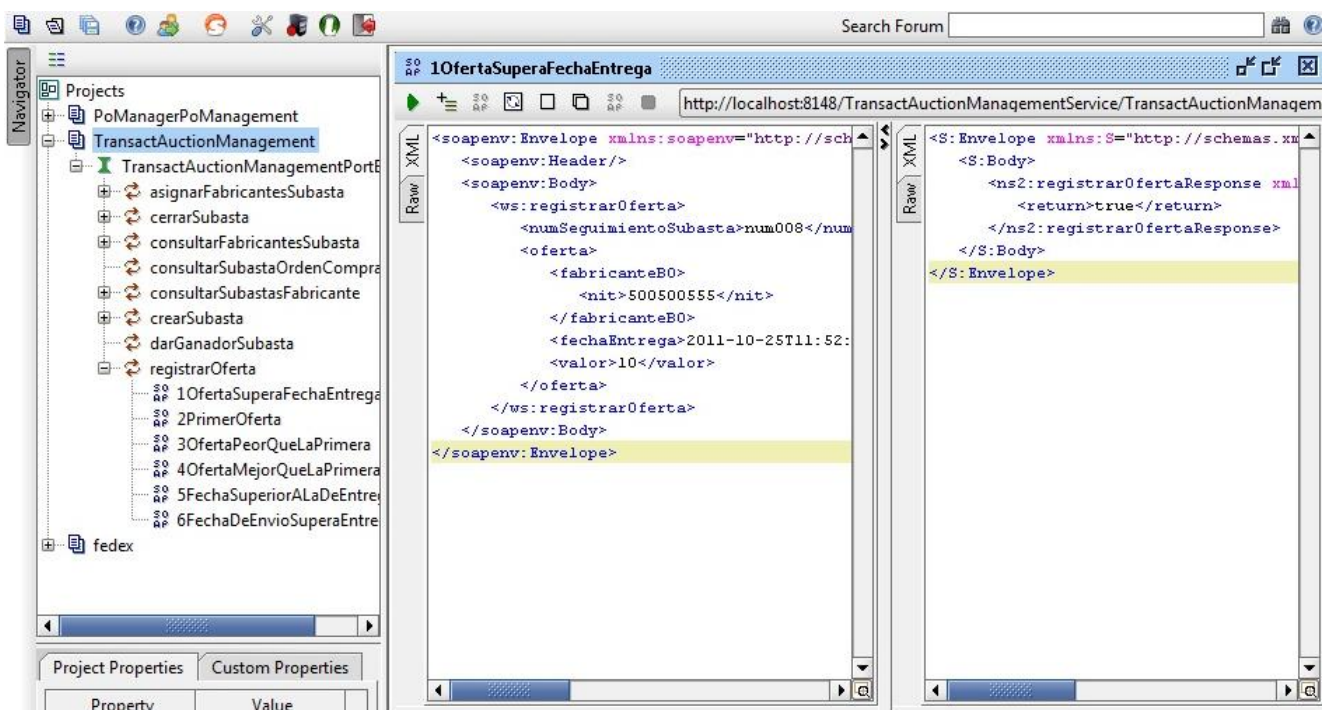 Search Forum
Navigator
Projects
PoManagerPoManagement
TransactAuctionManagement
TransactAuctionManagementPortB
asignarFabricantesSubasta
cerrarSubasta
consultarFabricantesSubasta
consultarSubastaOrdenCompra
consultarSubastasFabricante
crearSubasta
darGanadorSubasta
registrarOferta
1OfertaSuperaFechaEntrega
2PrimerOferta
3OfertaPeorQueLaPrimera
4OfertaMejorQueLaPrimera
5FechaSuperiorALaDeEntre
6FechaDeEnvioSuperaEntre
fedex
Project Properties
Custom Properties
Property Value
1OfertaSuperaFechaEntrega
http://localhost:8148/TransactAuctionManagementService/TransactAuctionManagem
XML
Raw
<soapenv:Envelope xmlns:soapenv="http://sch
<soapenv:Header/>
<soapenv:Body>
<ws:registrarOferta>
<numSeguimientoSubasta>num008</num
<oferta>
<fabricanteBO>
<nit>500500555</nit>
</fabricanteBO>
<fechaEntrega>2011-10-25T11:52:
<valor>10</valor>
</oferta>
</ws:registrarOferta>
</soapenv:Body>
</soapenv:Envelope>
XML
Raw
<S:Envelope xmlns:S="http://schemas.xm
<S:Body>
<ns2:registrarOfertaResponse xml
<return>true</return>
</ns2:registrarOfertaResponse>
</S:Body>
</S:Envelope>